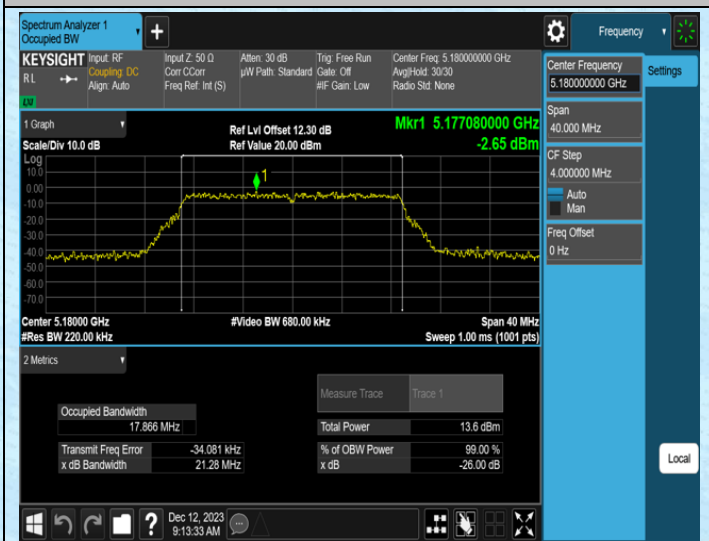 Spectrum Analyzer 1
Occupied BW
Frequency
KEYSIGHT
R L
Input: RF
Coupling: DC
Align: Auto
Input Z: 50 Ω
Corr CCorr
Freq Ref: Int (S)
Atten: 30 dB
µW Path: Standard
Trig: Free Run
Gate: Off
#IF Gain: Low
Center Freq: 5.180000000 GHz
Avg|Hold: 30/30
Radio Std: None
Center Frequency
5.180000000 GHz
Settings
Span
40.000 MHz
CF Step
4.000000 MHz
Auto
Man
Freq Offset
0 Hz
1 Graph
Scale/Div 10.0 dB
Ref Lvl Offset 12.30 dB
Ref Value 20.00 dBm
Mkr1 5.177080000 GHz
-2.65 dBm
Log
10.0
0.00
-10.0
-20.0
-30.0
-40.0
-50.0
-60.0
-70.0
1
Center 5.18000 GHz
#Res BW 220.00 kHz
#Video BW 680.00 kHz
Span 40 MHz
Sweep 1.00 ms (1001 pts)
2 Metrics
Measure Trace
Trace 1
Occupied Bandwidth
17.866 MHz
Total Power
13.6 dBm
Transmit Freq Error
-34.081 kHz
% of OBW Power
99.00 %
x dB Bandwidth
21.28 MHz
x dB
-26.00 dB
Local
Dec 12, 2023
9:13:33 AM